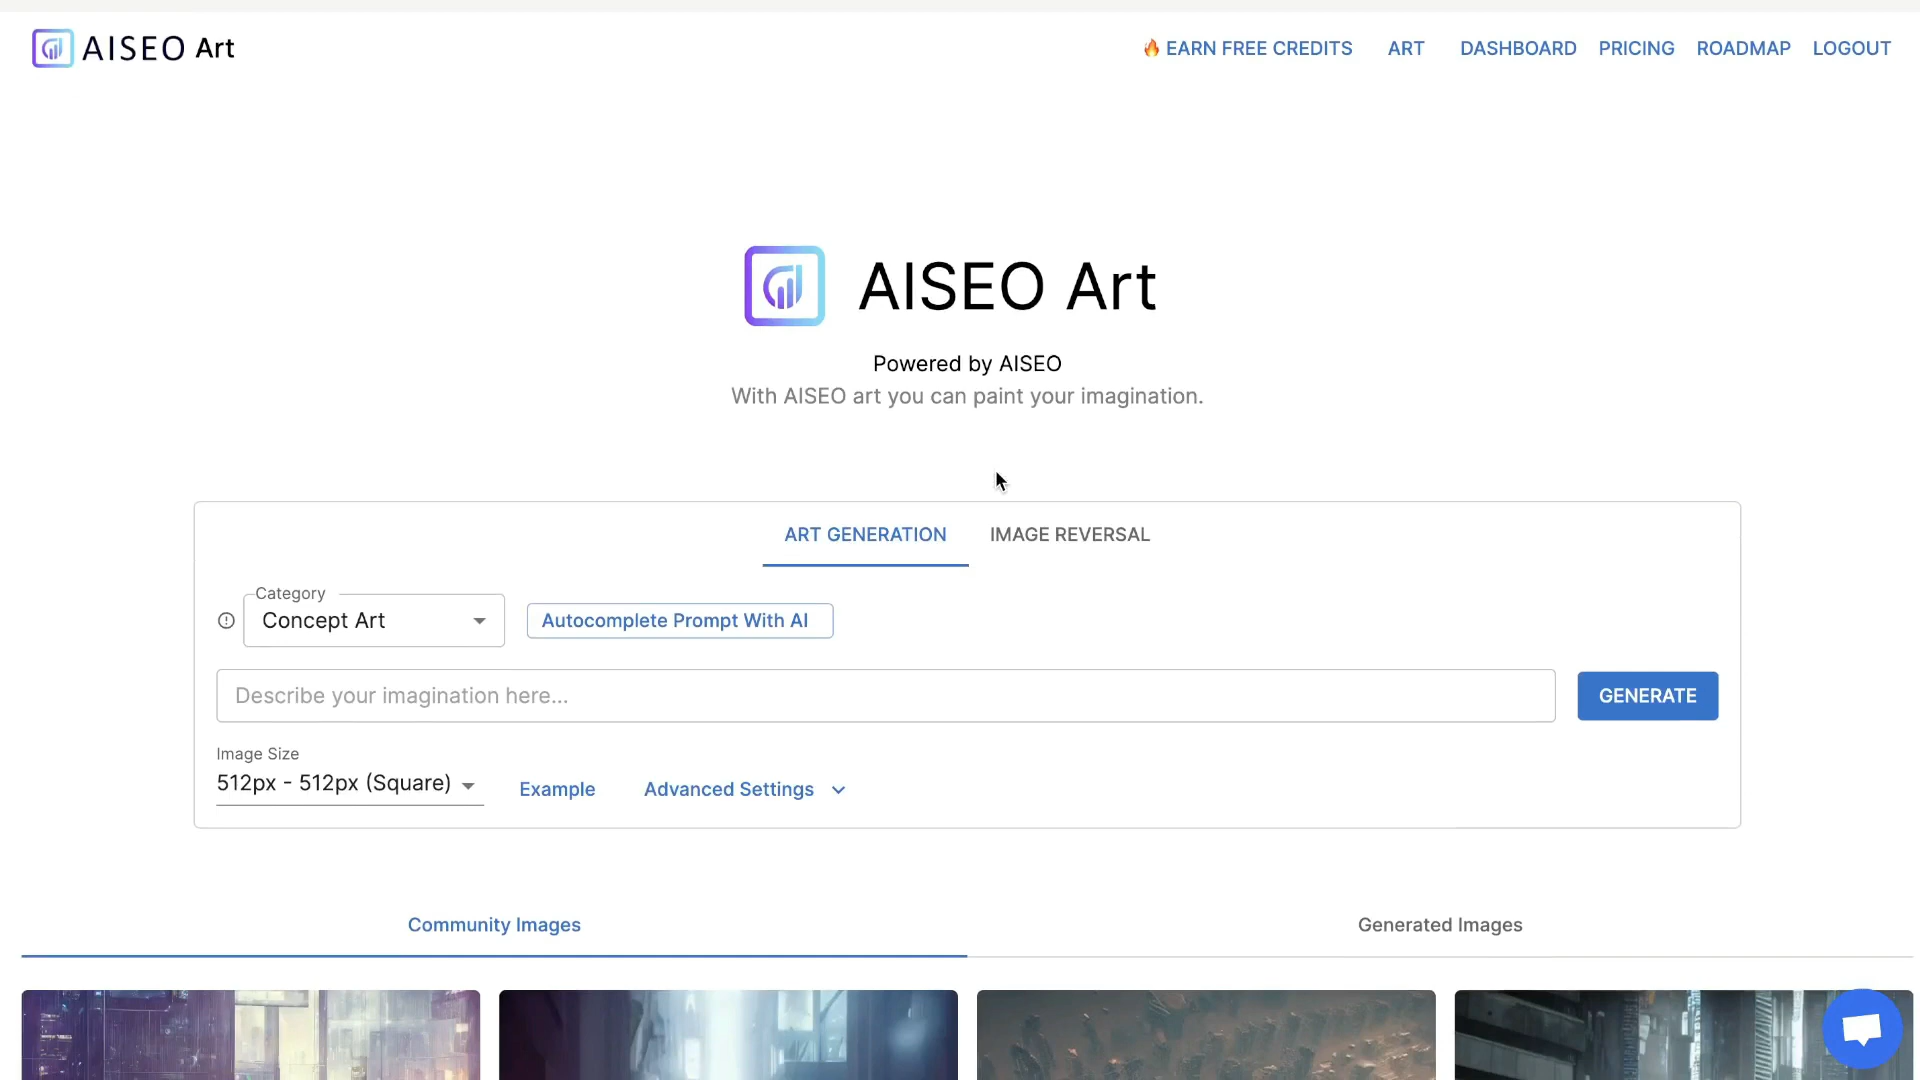 AISEO Art
🔥 EARN FREE CREDITS ART DASHBOARD PRICING ROADMAP LOGOUT
AISEO Art
Powered by AISEO
With AISEO art you can paint your imagination.
ART GENERATION IMAGE REVERSAL
Category
Concept Art
Autocomplete Prompt With AI
Describe your imagination here...
GENERATE
Image Size
512px - 512px (Square)
Example
Advanced Settings
Community Images
Generated Images